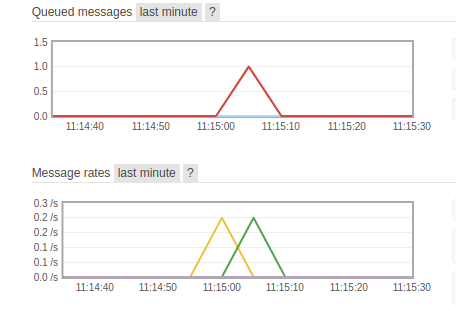 Queued messages last minute ?
1.5
1.0
0.5
0.0
11:14:40 11:14:50 11:15:00 11:15:10 11:15:20 11:15:30
Message rates last minute ?
0.3 /s
0.2 /s
0.2 /s
0.1 /s
0.1 /s
0.0 /s
11:14:40 11:14:50 11:15:00 11:15:10 11:15:20 11:15:30